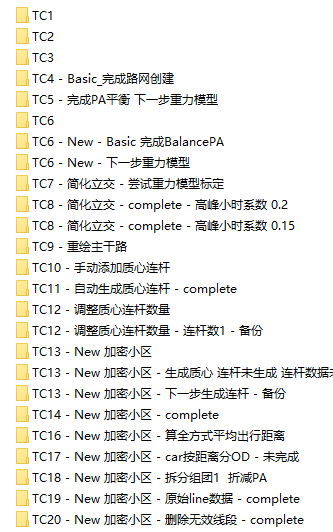 TC1
TC2
TC3
TC4 - Basic_完成路网创建
TC5 - 完成PA平衡 下一步重力模型
TC6
TC6 - New - Basic 完成BalancePA
TC6 - New - 下一步重力模型
TC7 - 简化立交 - 尝试重力模型标定
TC8 - 简化立交 - complete - 高峰小时系数 0.2
TC8 - 简化立交 - complete - 高峰小时系数 0.15
TC9 - 重绘主干路
TC10 - 手动添加质心连杆
TC11 - 自动生成质心连杆 - complete
TC12 - 调整质心连杆数量
TC12 - 调整质心连杆数量 - 连杆数1 - 备份
TC13 - New 加密小区
TC13 - New 加密小区 - 生成质心 连杆未生成 连杆数据
TC13 - New 加密小区 - 下一步生成连杆 - 备份
TC14 - New 加密小区 - complete
TC16 - New 加密小区 - 算全方式平均出行距离
TC17 - New 加密小区 - car按距离分OD - 未完成
TC18 - New 加密小区 - 拆分组团1 折减PA
TC19 - New 加密小区 - 原始line数据 - complete
TC20 - New 加密小区 - 删除无效线段 - complete